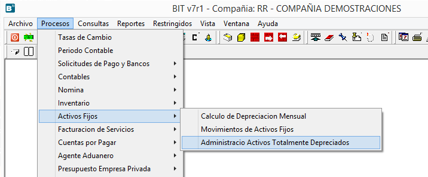 BIT v7r1 - Compañia: RR - COMPAÑIA DEMOSTRACIONES
Archivo Procesos Consultas Reportes Restringidos Vista Ventana Ayuda
Tasas de Cambio
Periodo Contable
Solicitudes de Pago y Bancos
Contables
Nomina
Inventario
Activos Fijos
Calculo de Depreciacion Mensual
Facturacion de Servicios
Movimientos de Activos Fijos
Cuentas por Pagar
Administracio Activos Totalmente Depreciados
Agente Aduanero
Presupuesto Empresa Privada